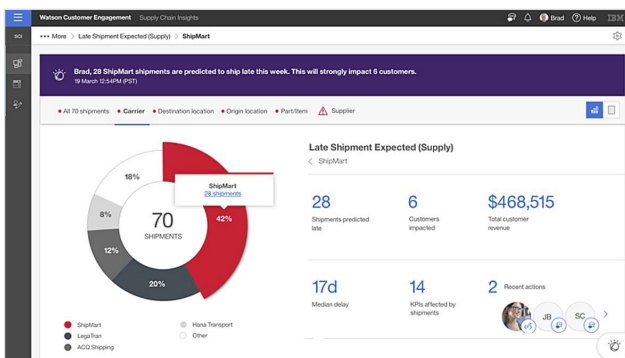 Watson Customer Engagement Supply Chain Insights
Brad Help IBM
SCI
••• More > Late Shipment Expected (Supply) > ShipMart
Brad, 28 ShipMart shipments are predicted to ship late this week. This will strongly impact 6 customers.
19 March 12:54PM (PST)
• All 70 shipments • Carrier • Destination location • Origin location • Part/Item Supplier
Late Shipment Expected (Supply)
< ShipMart
18%
ShipMart
28 shipments
8%
70
SHIPMENTS
42%
12%
20%
28
Shipments predicted
late
6
Customers
impacted
$468,515
Total customer
revenue
17d
Median delay
14
KPIs affected by
shipments
2 Recent actions
JB SC >
ShipMart
LegaTran
ACQ Shipping
Hana Transport
Other